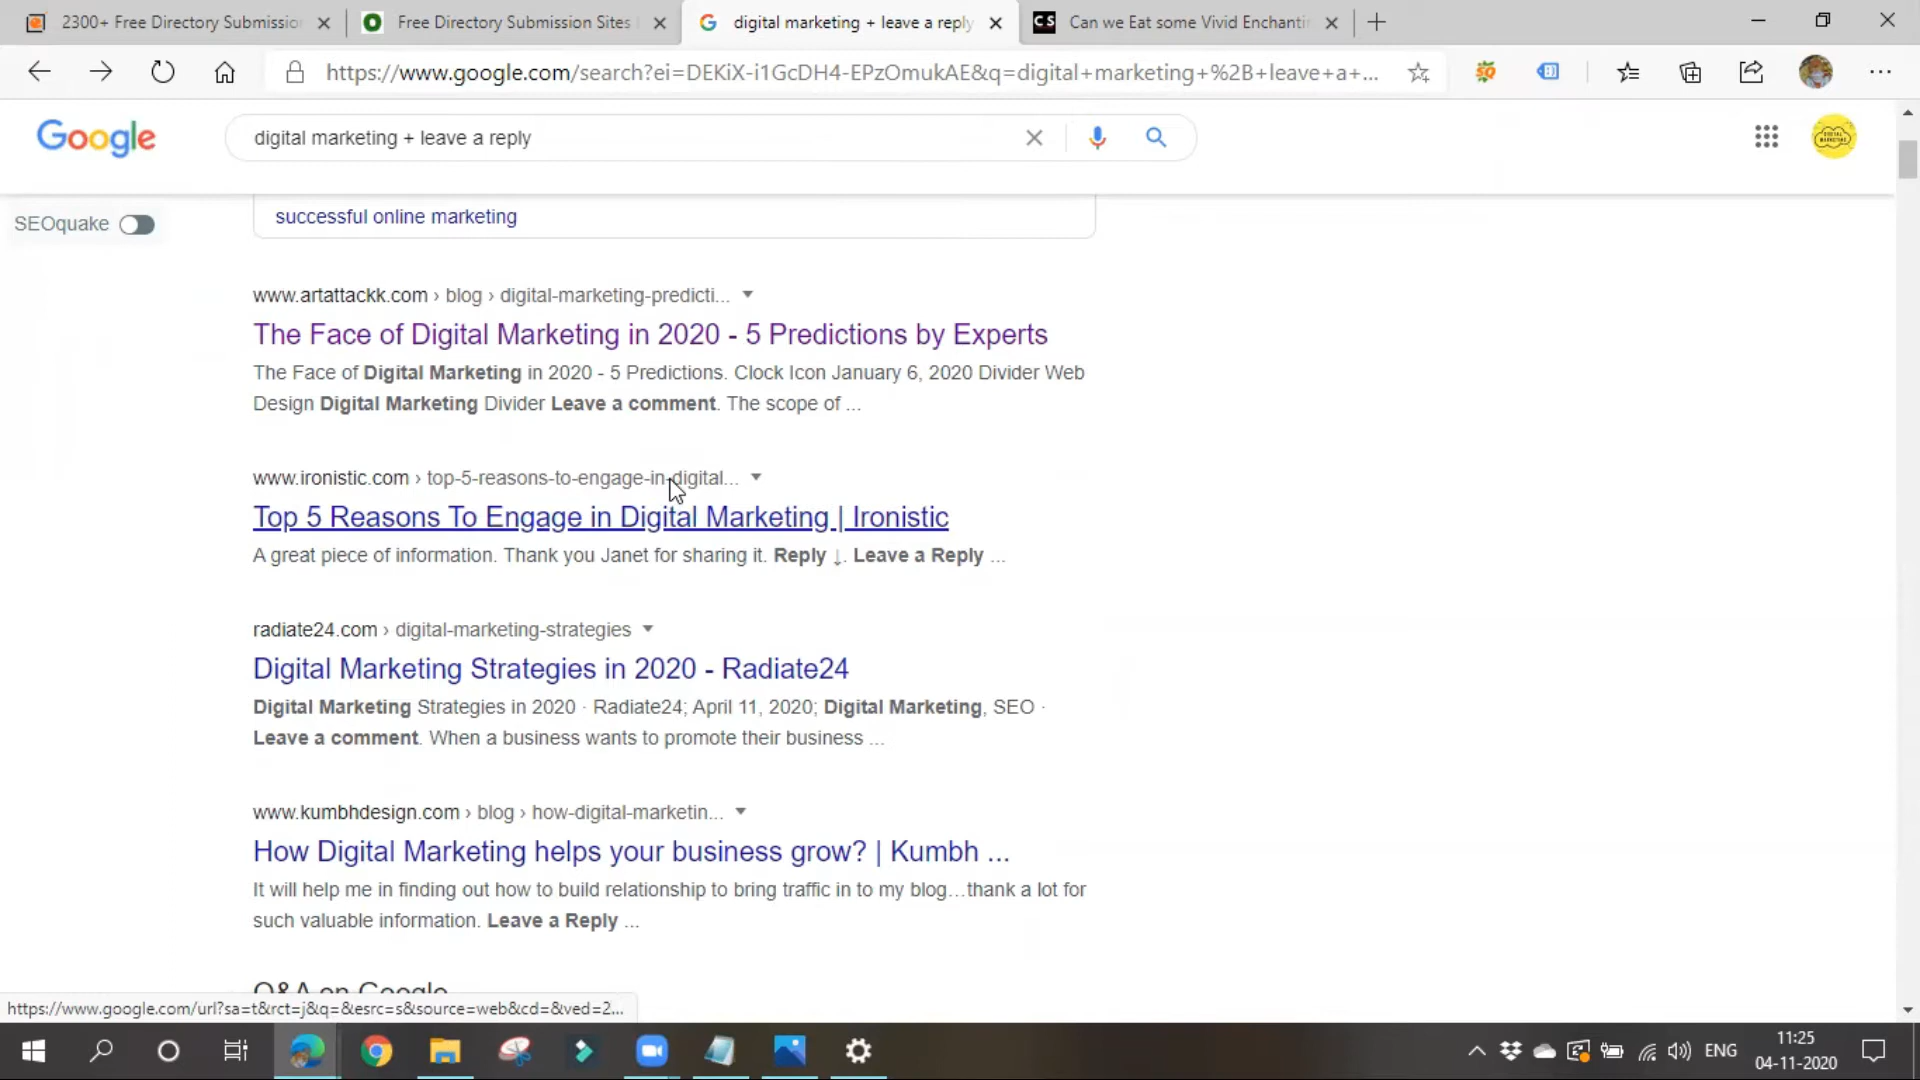 2300+ Free Directory Submission
Free Directory Submission Sites
digital marketing + leave a reply
CS
Can we Eat some Vivid Enchanti
https://www.google.com/search?ei=DEKiX-i1GcDH4-EPzOmukAE&q=digital+marketing+%2B+leave+a+...
Google
digital marketing + leave a reply
SEOquake
successful online marketing
www.artattackk.com › blog › digital-marketing-predicti...
The Face of Digital Marketing in 2020 - 5 Predictions by Experts
The Face of Digital Marketing in 2020 - 5 Predictions. Clock Icon January 6, 2020 Divider Web
Design Digital Marketing Divider Leave a comment. The scope of ...
www.ironistic.com › top-5-reasons-to-engage-in-digital...
Top 5 Reasons To Engage in Digital Marketing | Ironistic
A great piece of information. Thank you Janet for sharing it. Reply ↓. Leave a Reply ...
radiate24.com › digital-marketing-strategies
Digital Marketing Strategies in 2020 - Radiate24
Digital Marketing Strategies in 2020 · Radiate24; April 11, 2020; Digital Marketing, SEO ·
Leave a comment. When a business wants to promote their business ...
www.kumbhdesign.com › blog › how-digital-marketin...
How Digital Marketing helps your business grow? | Kumbh ...
It will help me in finding out how to build relationship to bring traffic in to my blog…thank a lot for
such valuable information. Leave a Reply ...
Q&A on Google
https://www.google.com/url?sa=t&rct=j&q=&esrc=s&source=web&cd=&ved=2...
ENG
11:25
04-11-2020